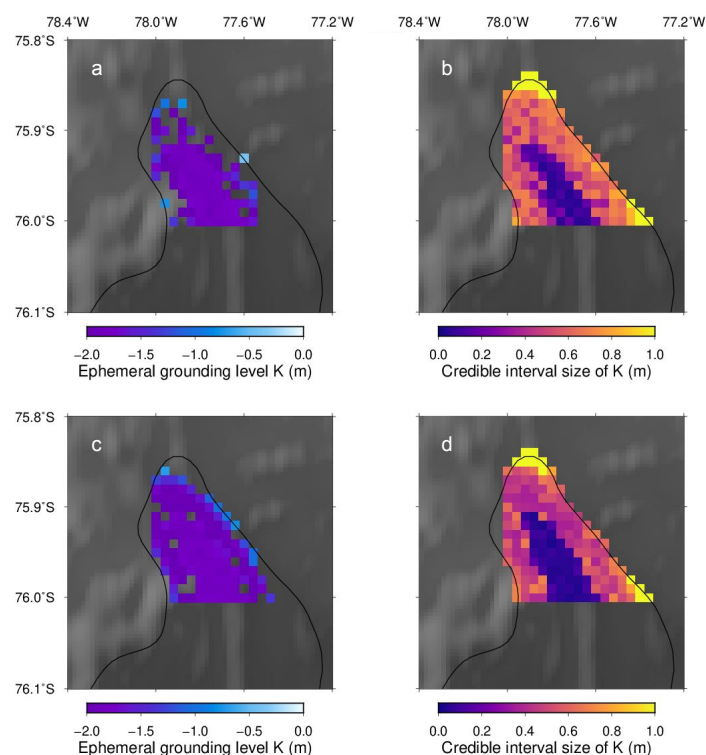 78.4°W 78.0°W 77.6°W 77.2°W 78.4°W 78.0°W 77.6°W 77.2°W
75.8°S
a b
75.9°S
76.0°S
76.1°S
−2.0 −1.5 −1.0 −0.5 0.0 0.0 0.2 0.4 0.6 0.8 1.0
Ephemeral grounding level K (m) Credible interval size of K (m)
75.8°S
c d
75.9°S
76.0°S
76.1°S
−2.0 −1.5 −1.0 −0.5 0.0 0.0 0.2 0.4 0.6 0.8 1.0
Ephemeral grounding level K (m) Credible interval size of K (m)